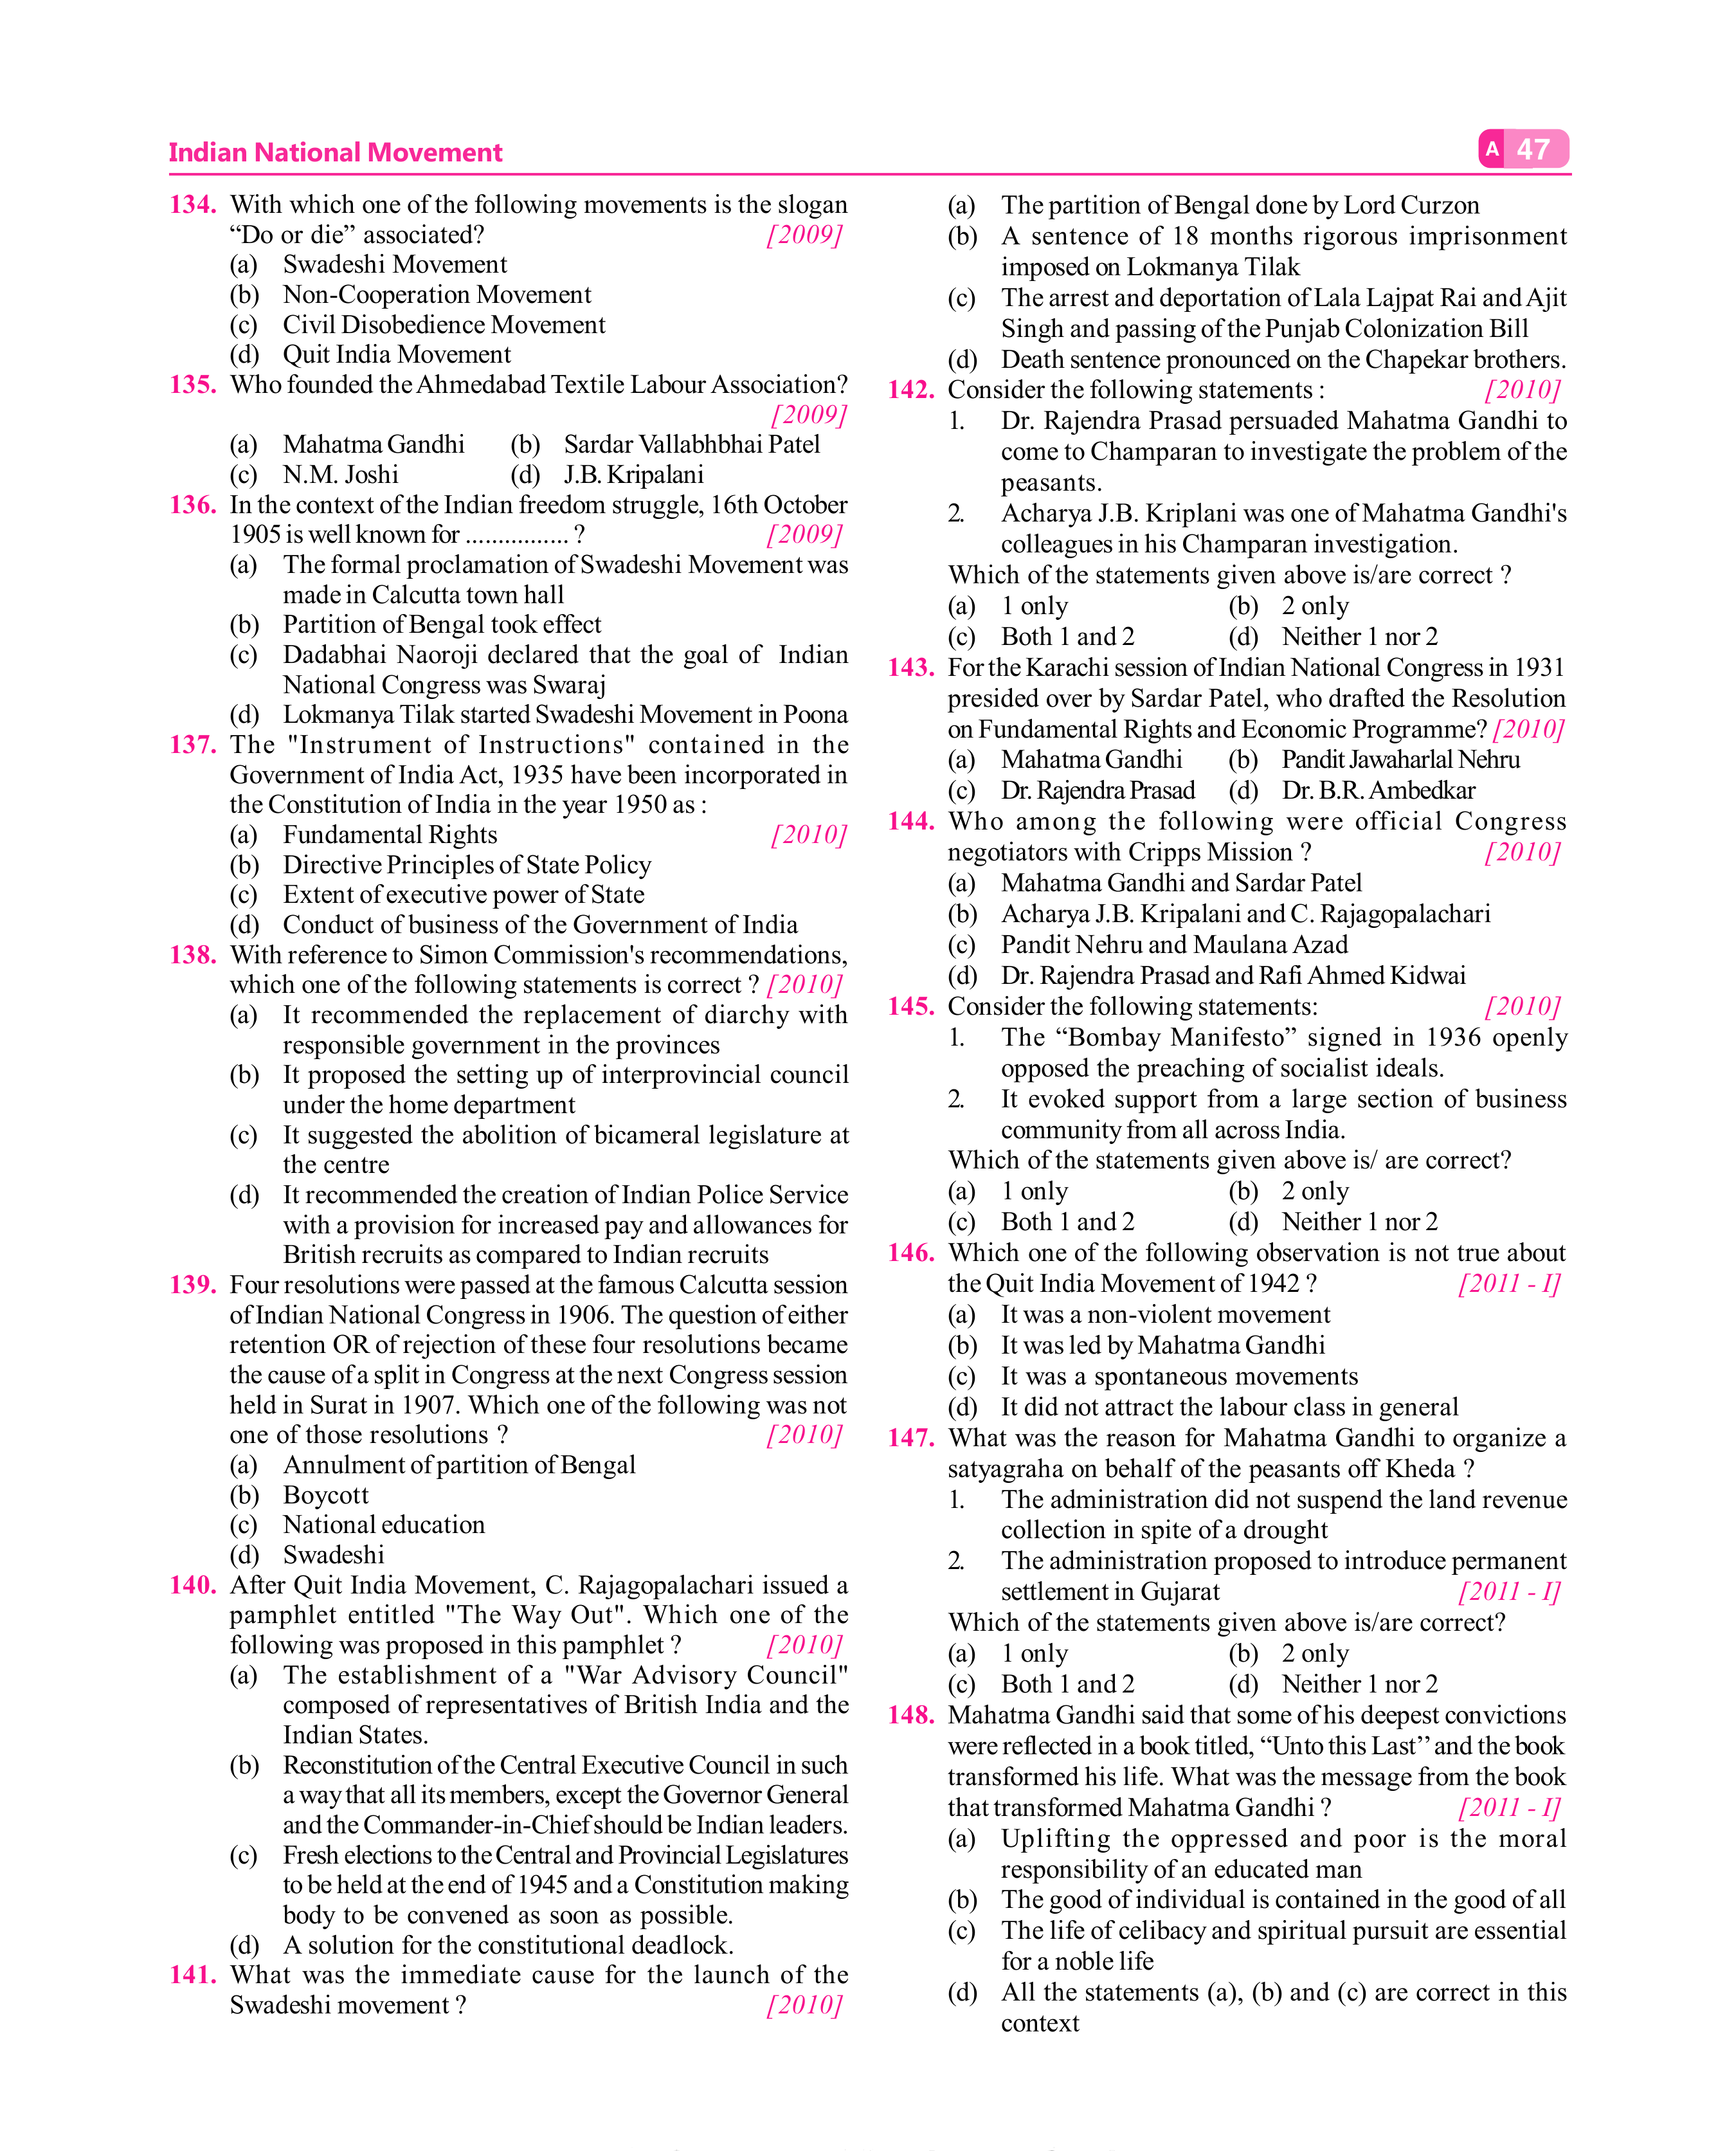 Indian National Movement
A 47
134. With which one of the following movements is the slogan
“Do or die” associated? [2009]
(a) Swadeshi Movement
(b) Non-Cooperation Movement
(c) Civil Disobedience Movement
(d) Quit India Movement
135. Who founded the Ahmedabad Textile Labour Association?
[2009]
(a) Mahatma Gandhi (b) Sardar Vallabhbhai Patel
(c) N.M. Joshi (d) J.B. Kripalani
136. In the context of the Indian freedom struggle, 16th October
1905 is well known for ................ ? [2009]
(a) The formal proclamation of Swadeshi Movement was
made in Calcutta town hall
(b) Partition of Bengal took effect
(c) Dadabhai Naoroji declared that the goal of Indian
National Congress was Swaraj
(d) Lokmanya Tilak started Swadeshi Movement in Poona
137. The "Instrument of Instructions" contained in the
Government of India Act, 1935 have been incorporated in
the Constitution of India in the year 1950 as :
(a) Fundamental Rights [2010]
(b) Directive Principles of State Policy
(c) Extent of executive power of State
(d) Conduct of business of the Government of India
138. With reference to Simon Commission's recommendations,
which one of the following statements is correct ? [2010]
(a) It recommended the replacement of diarchy with
responsible government in the provinces
(b) It proposed the setting up of interprovincial council
under the home department
(c) It suggested the abolition of bicameral legislature at
the centre
(d) It recommended the creation of Indian Police Service
with a provision for increased pay and allowances for
British recruits as compared to Indian recruits
139. Four resolutions were passed at the famous Calcutta session
of Indian National Congress in 1906. The question of either
retention OR of rejection of these four resolutions became
the cause of a split in Congress at the next Congress session
held in Surat in 1907. Which one of the following was not
one of those resolutions ? [2010]
(a) Annulment of partition of Bengal
(b) Boycott
(c) National education
(d) Swadeshi
140. After Quit India Movement, C. Rajagopalachari issued a
pamphlet entitled "The Way Out". Which one of the
following was proposed in this pamphlet ? [2010]
(a) The establishment of a "War Advisory Council"
composed of representatives of British India and the
Indian States.
(b) Reconstitution of the Central Executive Council in such
a way that all its members, except the Governor General
and the Commander-in-Chief should be Indian leaders.
(c) Fresh elections to the Central and Provincial Legislatures
to be held at the end of 1945 and a Constitution making
body to be convened as soon as possible.
(d) A solution for the constitutional deadlock.
141. What was the immediate cause for the launch of the
Swadeshi movement ? [2010]
(a) The partition of Bengal done by Lord Curzon
(b) A sentence of 18 months rigorous imprisonment
imposed on Lokmanya Tilak
(c) The arrest and deportation of Lala Lajpat Rai and Ajit
Singh and passing of the Punjab Colonization Bill
(d) Death sentence pronounced on the Chapekar brothers.
142. Consider the following statements : [2010]
1. Dr. Rajendra Prasad persuaded Mahatma Gandhi to
come to Champaran to investigate the problem of the
peasants.
2. Acharya J.B. Kriplani was one of Mahatma Gandhi's
colleagues in his Champaran investigation.
Which of the statements given above is/are correct ?
(a) 1 only (b) 2 only
(c) Both 1 and 2 (d) Neither 1 nor 2
143. For the Karachi session of Indian National Congress in 1931
presided over by Sardar Patel, who drafted the Resolution
on Fundamental Rights and Economic Programme? [2010]
(a) Mahatma Gandhi (b) Pandit Jawaharlal Nehru
(c) Dr. Rajendra Prasad (d) Dr. B.R. Ambedkar
144. Who among the following were official Congress
negotiators with Cripps Mission ? [2010]
(a) Mahatma Gandhi and Sardar Patel
(b) Acharya J.B. Kripalani and C. Rajagopalachari
(c) Pandit Nehru and Maulana Azad
(d) Dr. Rajendra Prasad and Rafi Ahmed Kidwai
145. Consider the following statements: [2010]
1. The “Bombay Manifesto” signed in 1936 openly
opposed the preaching of socialist ideals.
2. It evoked support from a large section of business
community from all across India.
Which of the statements given above is/ are correct?
(a) 1 only (b) 2 only
(c) Both 1 and 2 (d) Neither 1 nor 2
146. Which one of the following observation is not true about
the Quit India Movement of 1942 ? [2011 - I]
(a) It was a non-violent movement
(b) It was led by Mahatma Gandhi
(c) It was a spontaneous movements
(d) It did not attract the labour class in general
147. What was the reason for Mahatma Gandhi to organize a
satyagraha on behalf of the peasants off Kheda ?
1. The administration did not suspend the land revenue
collection in spite of a drought
2. The administration proposed to introduce permanent
settlement in Gujarat [2011 - I]
Which of the statements given above is/are correct?
(a) 1 only (b) 2 only
(c) Both 1 and 2 (d) Neither 1 nor 2
148. Mahatma Gandhi said that some of his deepest convictions
were reflected in a book titled, “Unto this Last’’ and the book
transformed his life. What was the message from the book
that transformed Mahatma Gandhi ? [2011 - I]
(a) Uplifting the oppressed and poor is the moral
responsibility of an educated man
(b) The good of individual is contained in the good of all
(c) The life of celibacy and spiritual pursuit are essential
for a noble life
(d) All the statements (a), (b) and (c) are correct in this
context